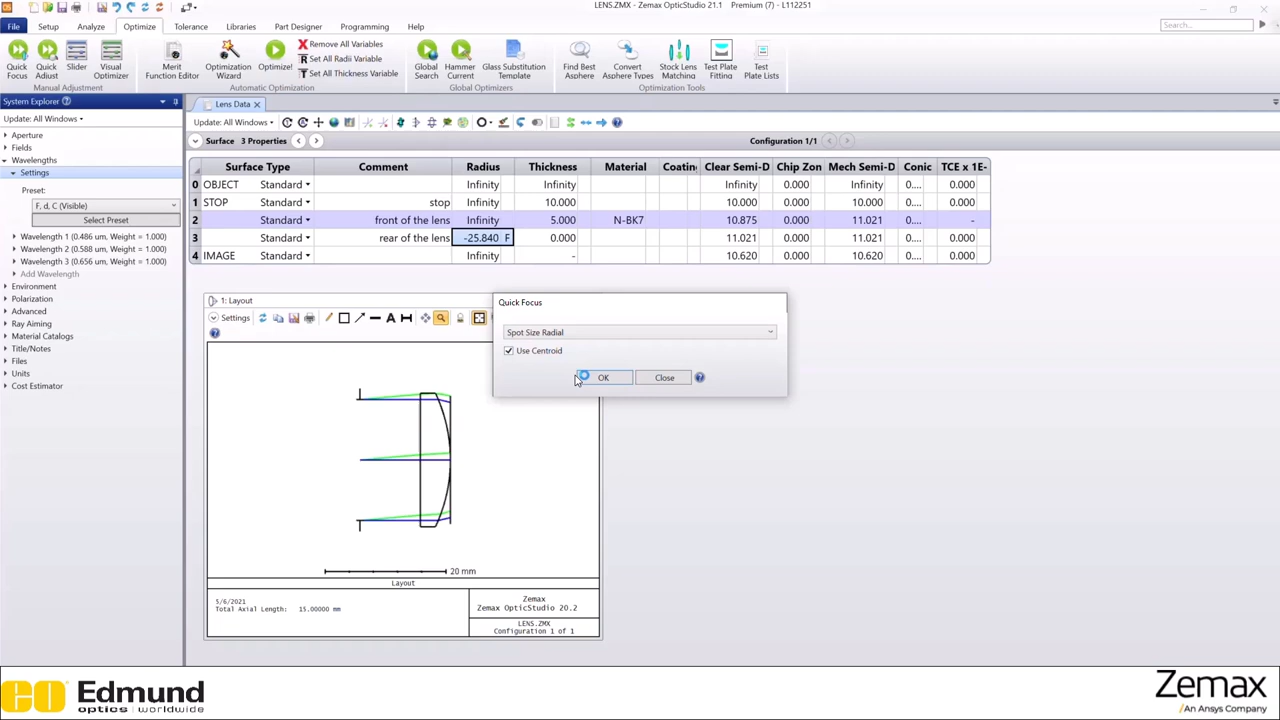 LENS.ZMX - Zemax OpticStudio 21.1 Premium (7) - L112251
File Setup Analyze Optimize Tolerance Libraries Part Designer Programming Help Search...
Quick Focus
Quick Adjust
Slider
Visual Optimizer
Manual Adjustment
Merit Function Editor
Optimization Wizard
Optimize!
Remove All Variables
Set All Radii Variable
Set All Thickness Variable
Automatic Optimization
Global Search
Hammer Current
Glass Substitution Template
Global Optimizers
Find Best Asphere
Convert Asphere Types
Stock Lens Matching
Test Plate Fitting
Test Plate Lists
Optimization Tools
System Explorer
Update: All Windows
Aperture
Fields
Wavelengths
Settings
Preset:
F, d, C (Visible)
Select Preset
Wavelength 1 (0.486 um, Weight = 1.000)
Wavelength 2 (0.588 um, Weight = 1.000)
Wavelength 3 (0.656 um, Weight = 1.000)
Add Wavelength
Environment
Polarization
Advanced
Ray Aiming
Material Catalogs
Title/Notes
Files
Units
Cost Estimator
Lens Data
Update: All Windows
Surface 3 Properties Configuration 1/1
Surface Type Comment Radius Thickness Material Coating Clear Semi-D Chip Zon Mech Semi-D Conic TCE x 1E-
0 OBJECT Standard Infinity Infinity Infinity 0.000 Infinity 0.... 0.000
1 STOP Standard stop Infinity 10.000 10.000 0.000 10.000 0.... 0.000
2 Standard front of the lens Infinity 5.000 N-BK7 10.875 0.000 11.021 0.... -
3 Standard rear of the lens -25.840 F 0.000 11.021 0.000 11.021 0.... 0.000
4 IMAGE Standard Infinity - 10.620 0.000 10.620 0.... 0.000
1: Layout
Settings
Quick Focus
Spot Size Radial
Use Centroid
OK Close
20 mm
Layout
5/6/2021
Total Axial Length: 15.00000 mm
Zemax
Zemax OpticStudio 20.2
LENS.ZMX
Configuration 1 of 1
EO Edmund
optics | worldwide
Zemax
An Ansys Company